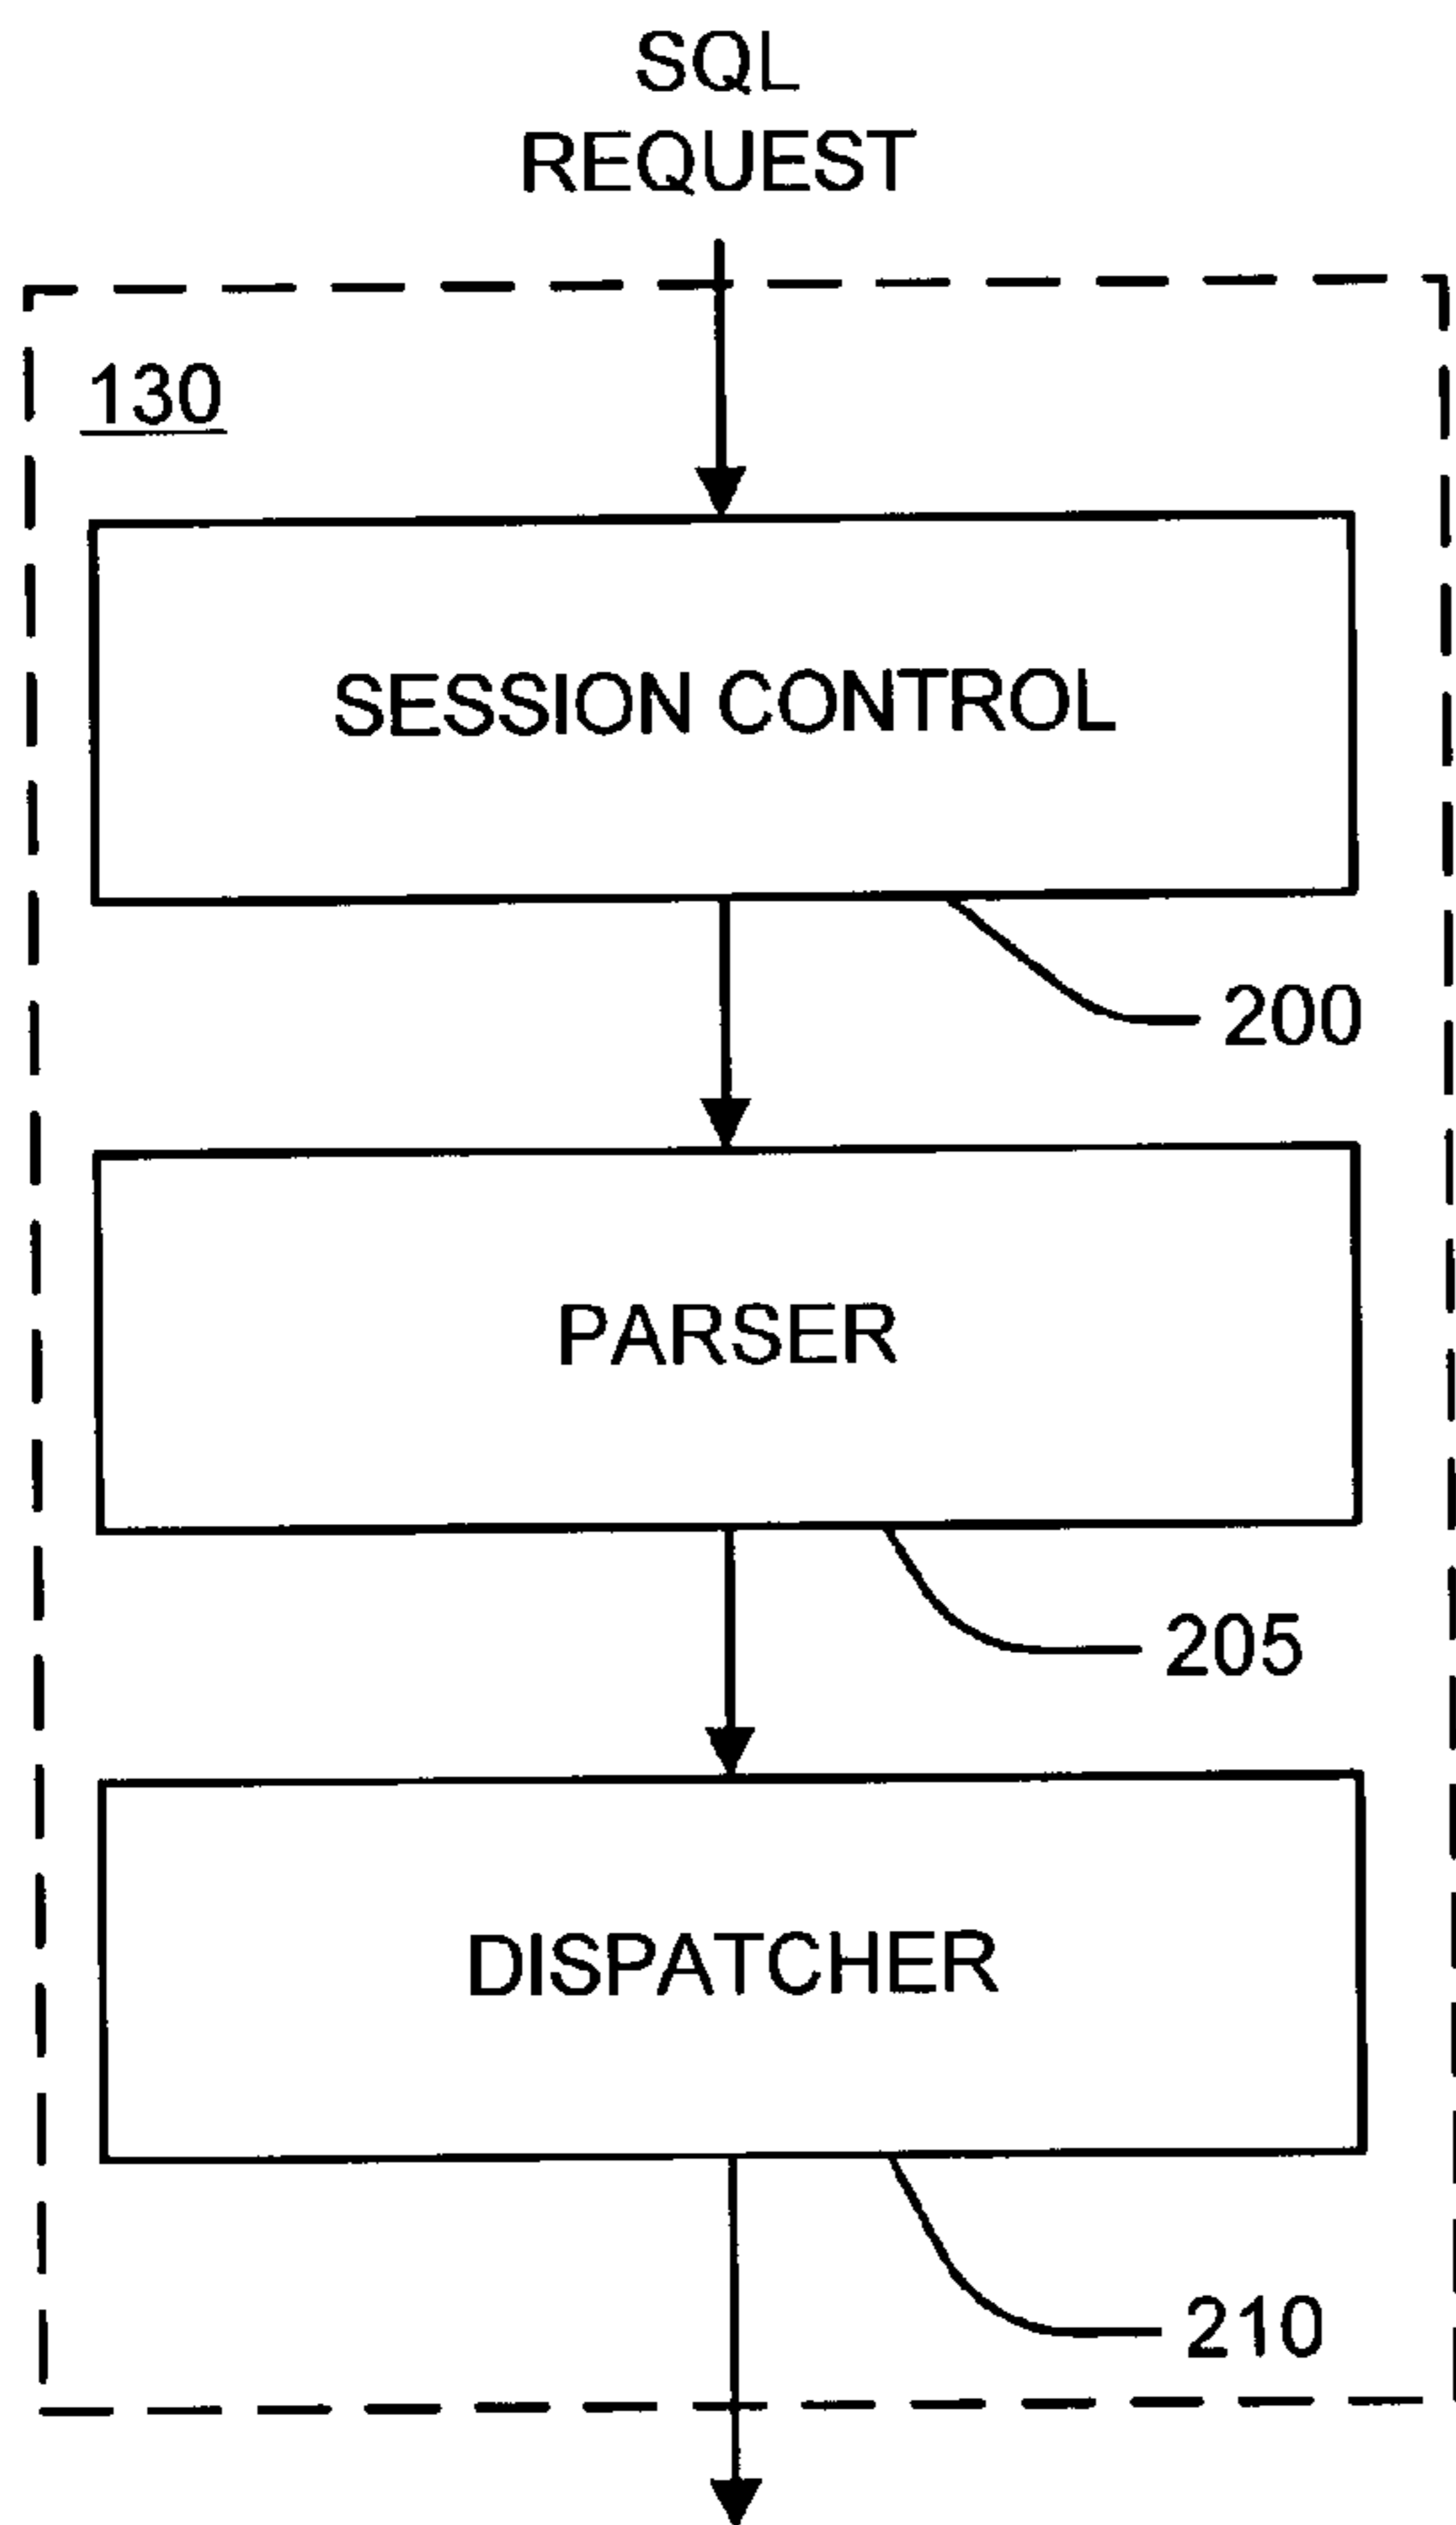 SQL
REQUEST
130
SESSION CONTROL
200
PARSER
205
DISPATCHER
210